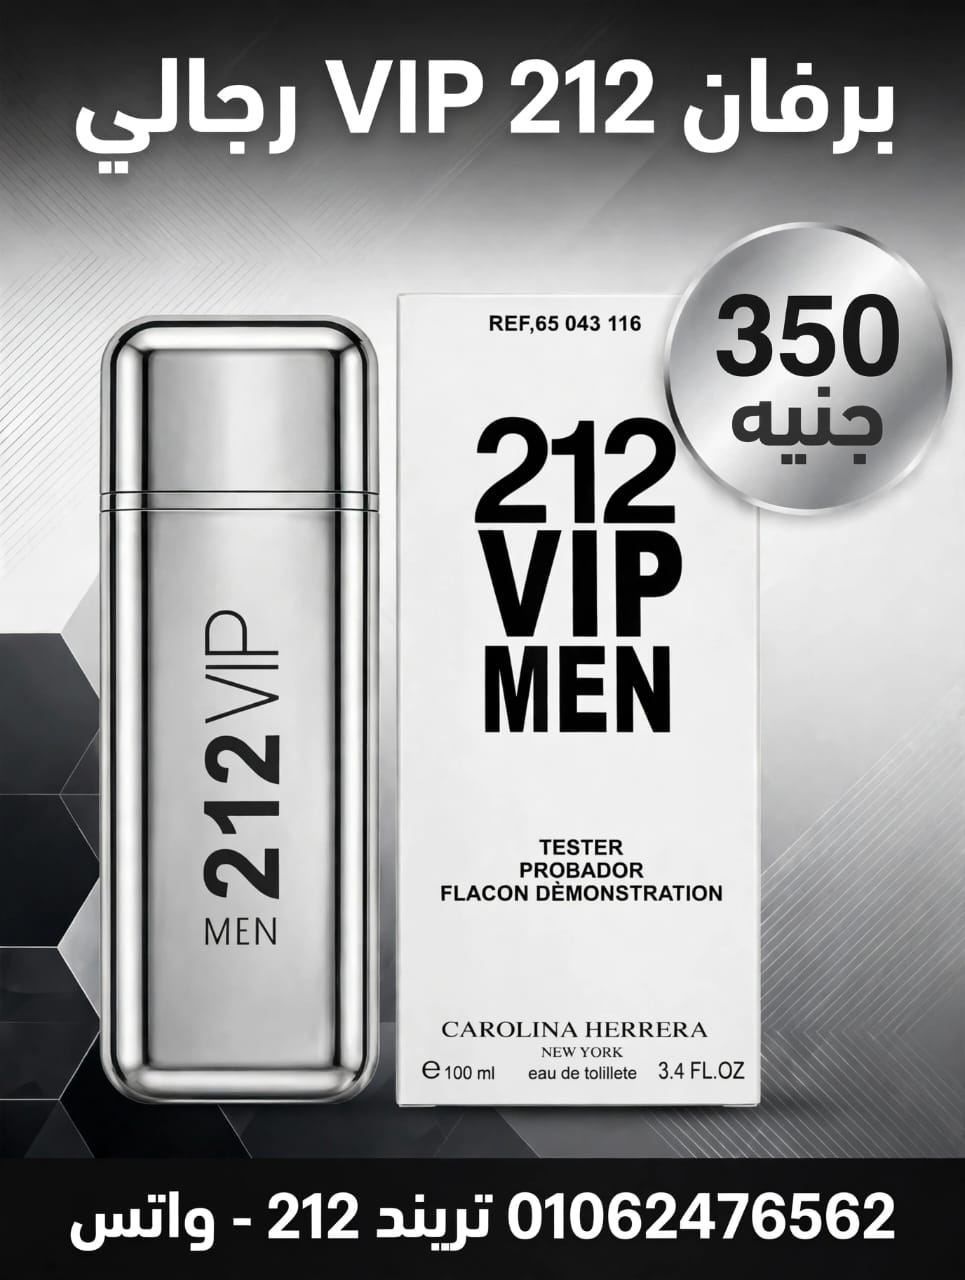 برفان 212 VIP رجالي
350
جنيه
REF,65 043 116
212
VIP
MEN
212 VIP
MEN
TESTER
PROBADOR
FLACON DÈMONSTRATION
CAROLINA HERRERA
NEW YORK
e 100 ml eau de tolillete 3.4 FL.OZ
01062476562 تريند 212 - واتس